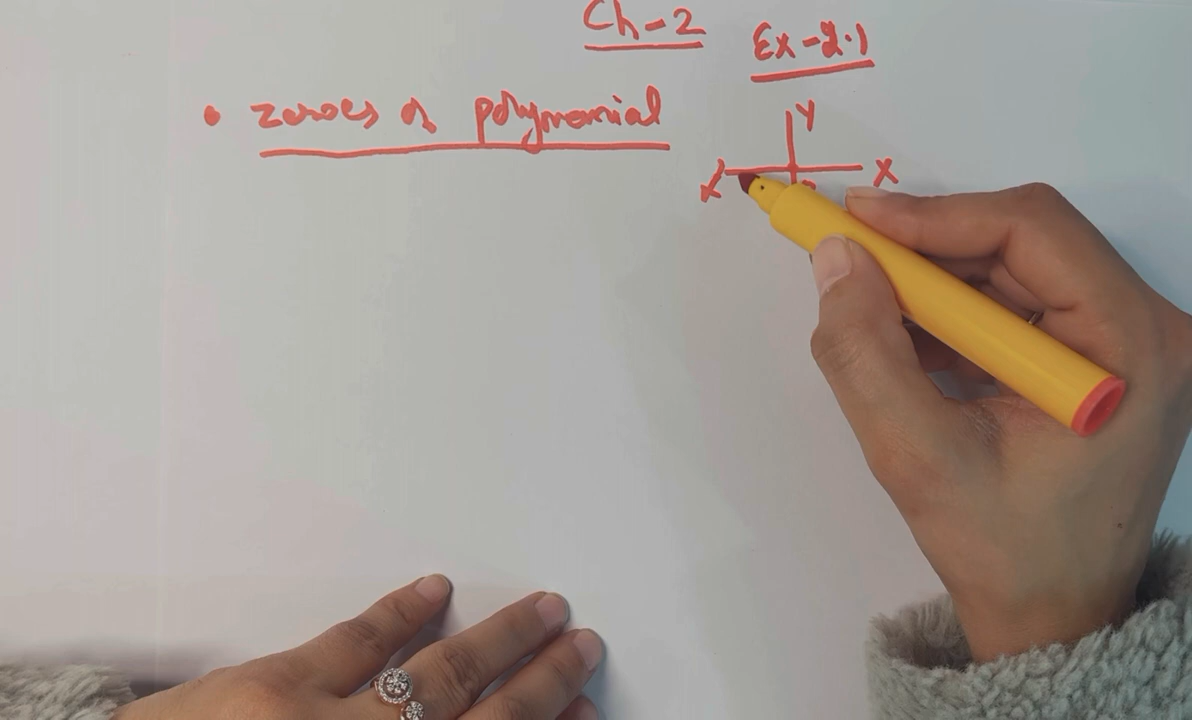 Ch-2
Ex-2.1
• zeroes of polynomial
Y
X' X